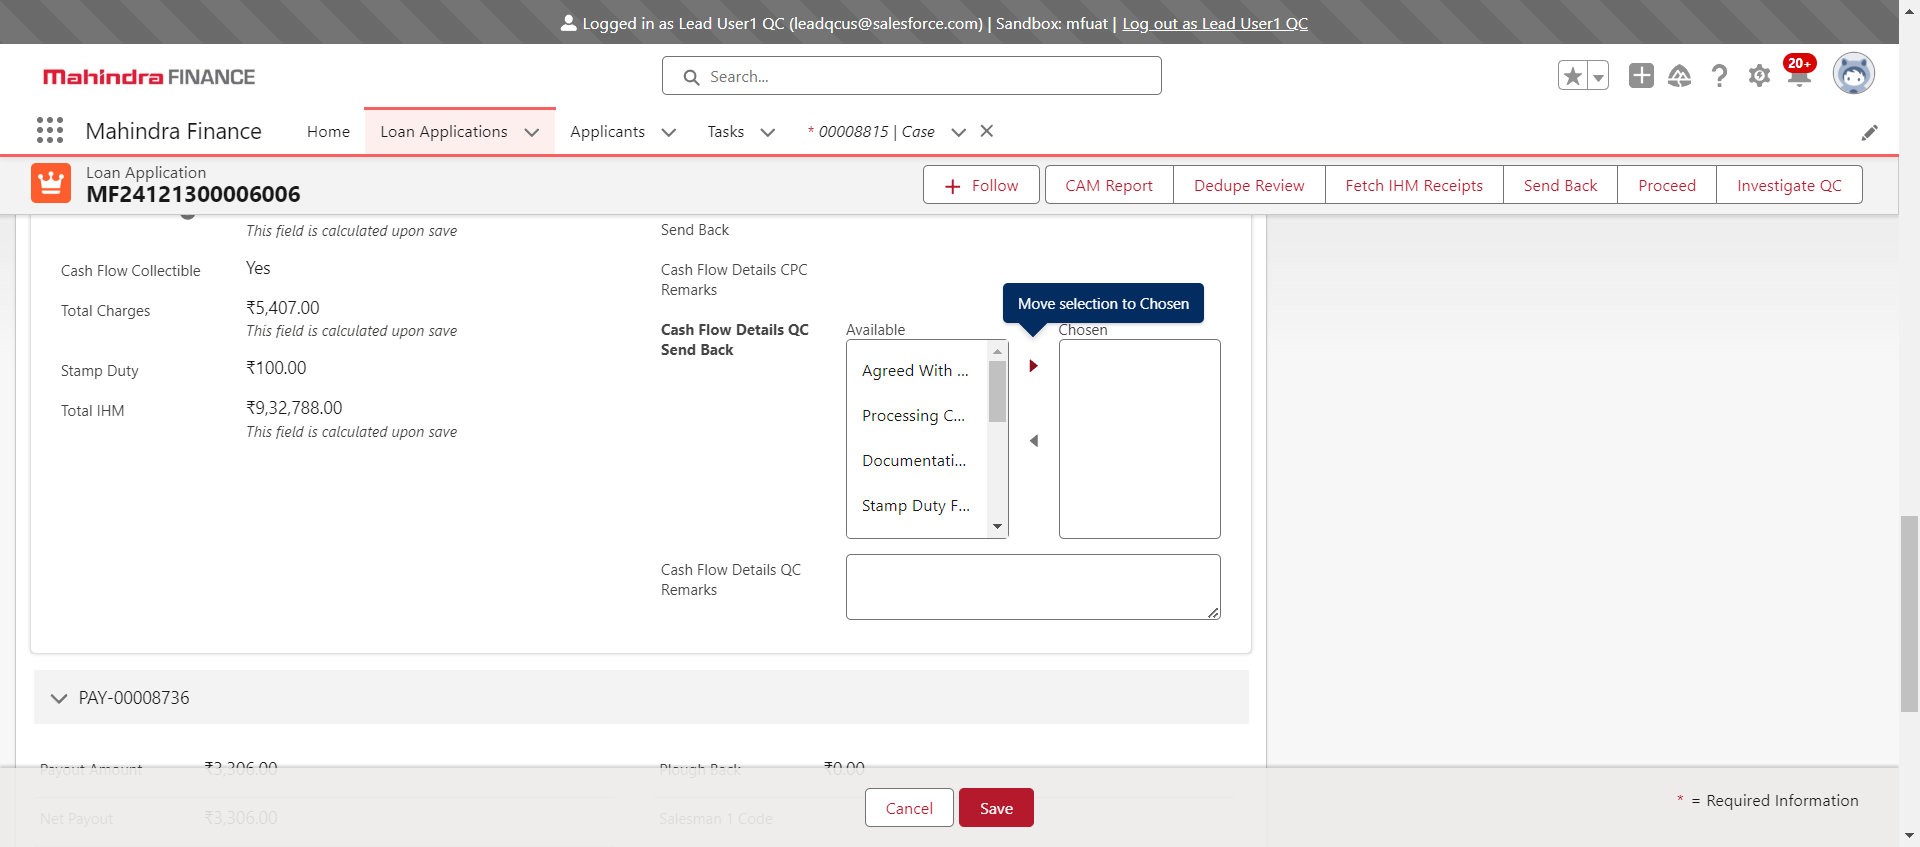 Logged in as Lead User1 QC (leadqcus@salesforce.com) | Sandbox: mfuat | Log out as Lead User1 QC
Mahindra FINANCE
Search...
20+
Mahindra Finance
Home
Loan Applications
Applicants
Tasks
* 00008815 | Case
Loan Application
MF24121300006006
Follow
CAM Report
Dedupe Review
Fetch IHM Receipts
Send Back
Proceed
Investigate QC
This field is calculated upon save
Cash Flow Collectible
Yes
Total Charges
₹5,407.00
This field is calculated upon save
Stamp Duty
₹100.00
Total IHM
₹9,32,788.00
This field is calculated upon save
Send Back
Cash Flow Details CPC
Remarks
Move selection to Chosen
Cash Flow Details QC
Send Back
Available
Chosen
Agreed With ...
Processing C...
Documentati...
Stamp Duty F...
Cash Flow Details QC
Remarks
PAY-00008736
Payout Amount
₹3,306.00
Plough Back
₹0.00
Net Payout
₹3,306.00
Salesman 1 Code
Cancel
Save
* = Required Information